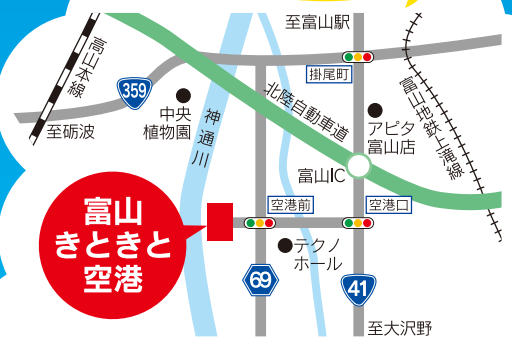 至富山駅
高山本線
掛尾町
359
中央
植物園
神通川
北陸自動車道
アピタ
富山店
富山地鉄上滝線
至砺波
富山IC
富山
きときと
空港
空港前
空港口
テクノ
ホール
69
41
至大沢野